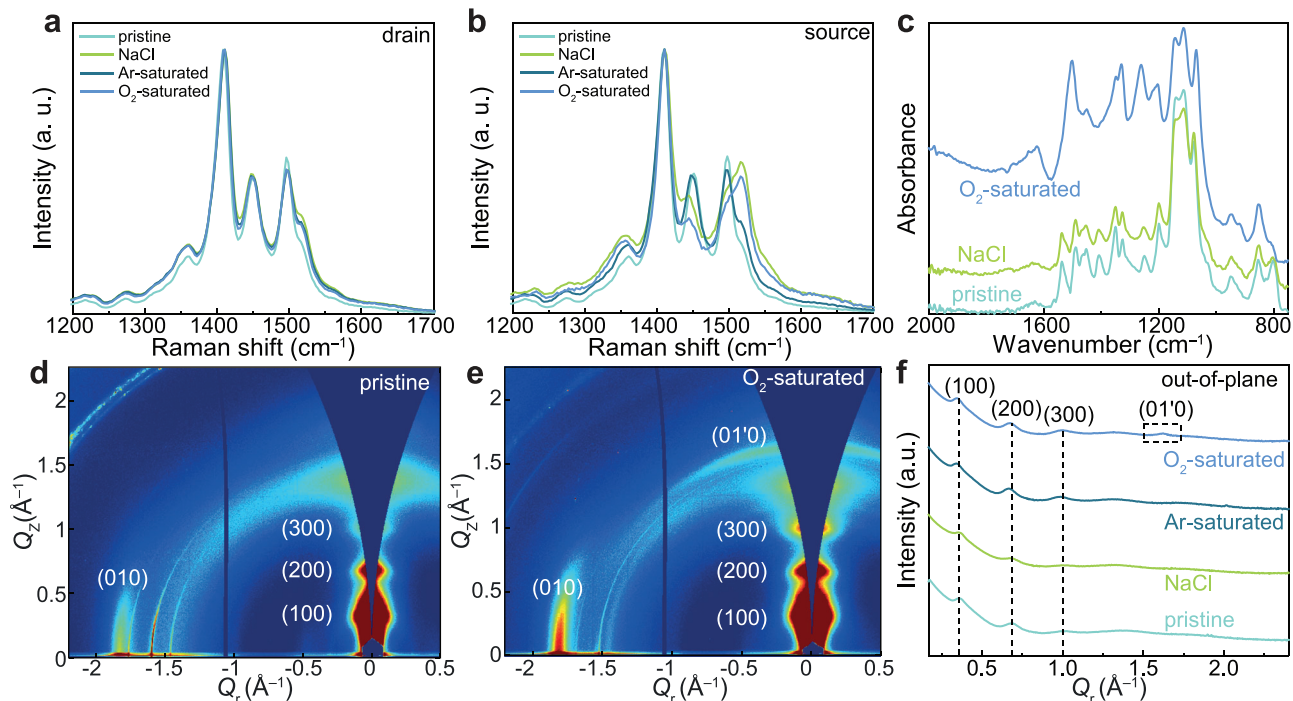 a
drain
pristine
NaCl
Ar-saturated
O₂-saturated
Intensity (a. u.)
1200 1300 1400 1500 1600 1700
Raman shift (cm⁻¹)
b
source
pristine
NaCl
Ar-saturated
O₂-saturated
Intensity (a. u.)
1200 1300 1400 1500 1600 1700
Raman shift (cm⁻¹)
c
O₂-saturated
NaCl
pristine
Absorbance
2000 1600 1200 800
Wavenumber (cm⁻¹)
d
pristine
2
1.5
1
0.5
0
Q_Z(Å⁻¹)
(300)
(200)
(010)
(100)
-2 -1.5 -1 -0.5 0 0.5
Q_r(Å⁻¹)
e
O₂-saturated
2
1.5
1
0.5
0
Q_Z(Å⁻¹)
(01'0)
(300)
(200)
(010)
(100)
-2 -1.5 -1 -0.5 0 0.5
Q_r(Å⁻¹)
f
out-of-plane
(100)
(200)
(300)
(01'0)
O₂-saturated
Ar-saturated
NaCl
pristine
Intensity (a.u.)
0.5 1.0 1.5 2.0
Q_r(Å⁻¹)